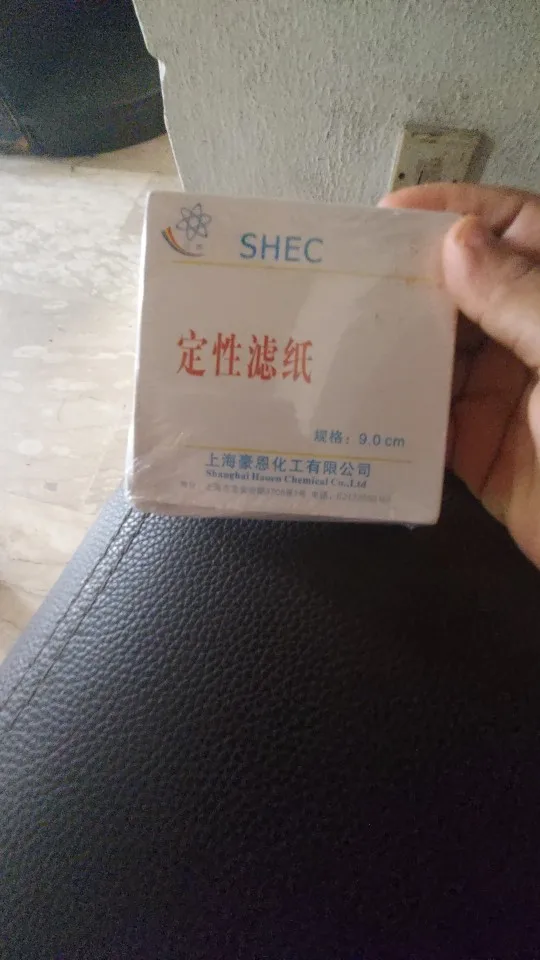 SHEC
定性滤纸
规格：9.0 cm
上海豪恩化工有限公司
Shanghai Haoen Chemical Co.,Ltd